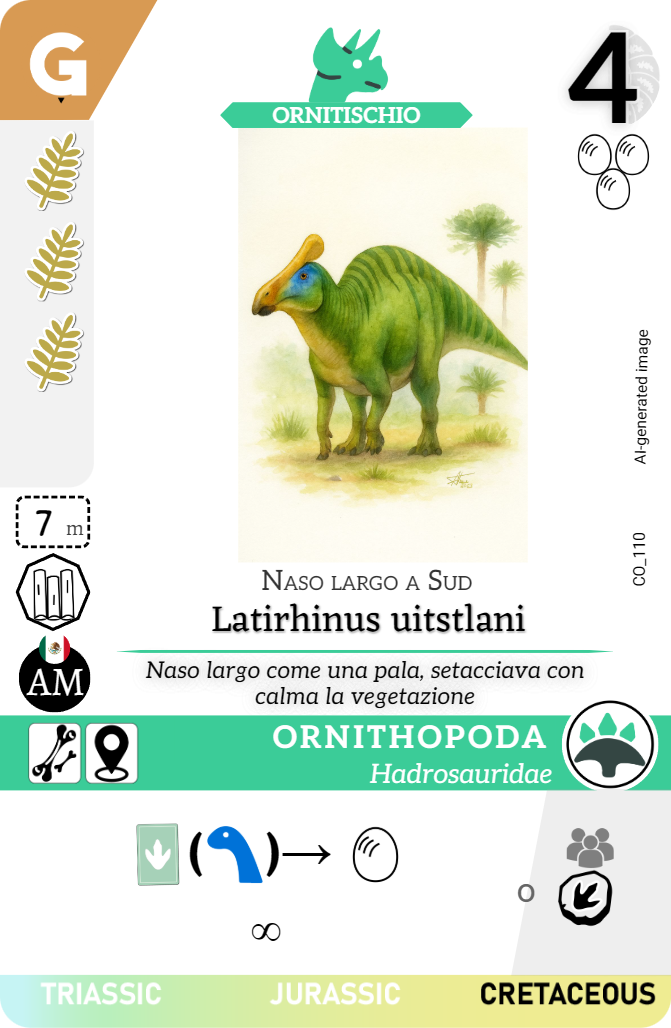 G
4
ORNITISCHIO
AI-generated image
CO_110
7 m
AM
Naso largo a Sud
Latirhinus uitstlani
Naso largo come una pala, setacciava con
calma la vegetazione
ORNITHOPODA
Hadrosauridae
( ) →
∞
o
TRIASSIC JURASSIC CRETACEOUS